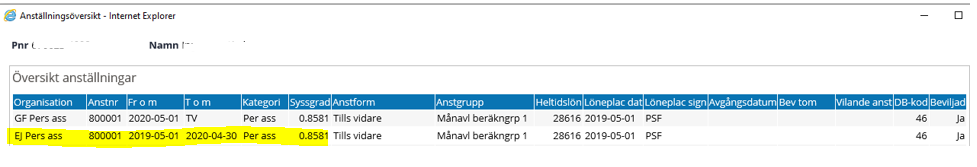 Anställningsöversikt - Internet Explorer
Pnr
Namn
Översikt anställningar
Organisation Anstnr Fr o m T o m Kategori Syssgrad Anstform Anstgrupp Heltidslön Löneplac dat Löneplac sign Avgångsdatum Bev tom Vilande anst DB-kod Beviljad
GF Pers ass 800001 2020-05-01 TV Per ass 0.8581 Tills vidare Månavl beräkngrp 1 28616 2019-05-01 PSF 46 Ja
EJ Pers ass 800001 2019-05-01 2020-04-30 Per ass 0.8581 Tills vidare Månavl beräkngrp 1 28616 2019-05-01 PSF 46 Ja